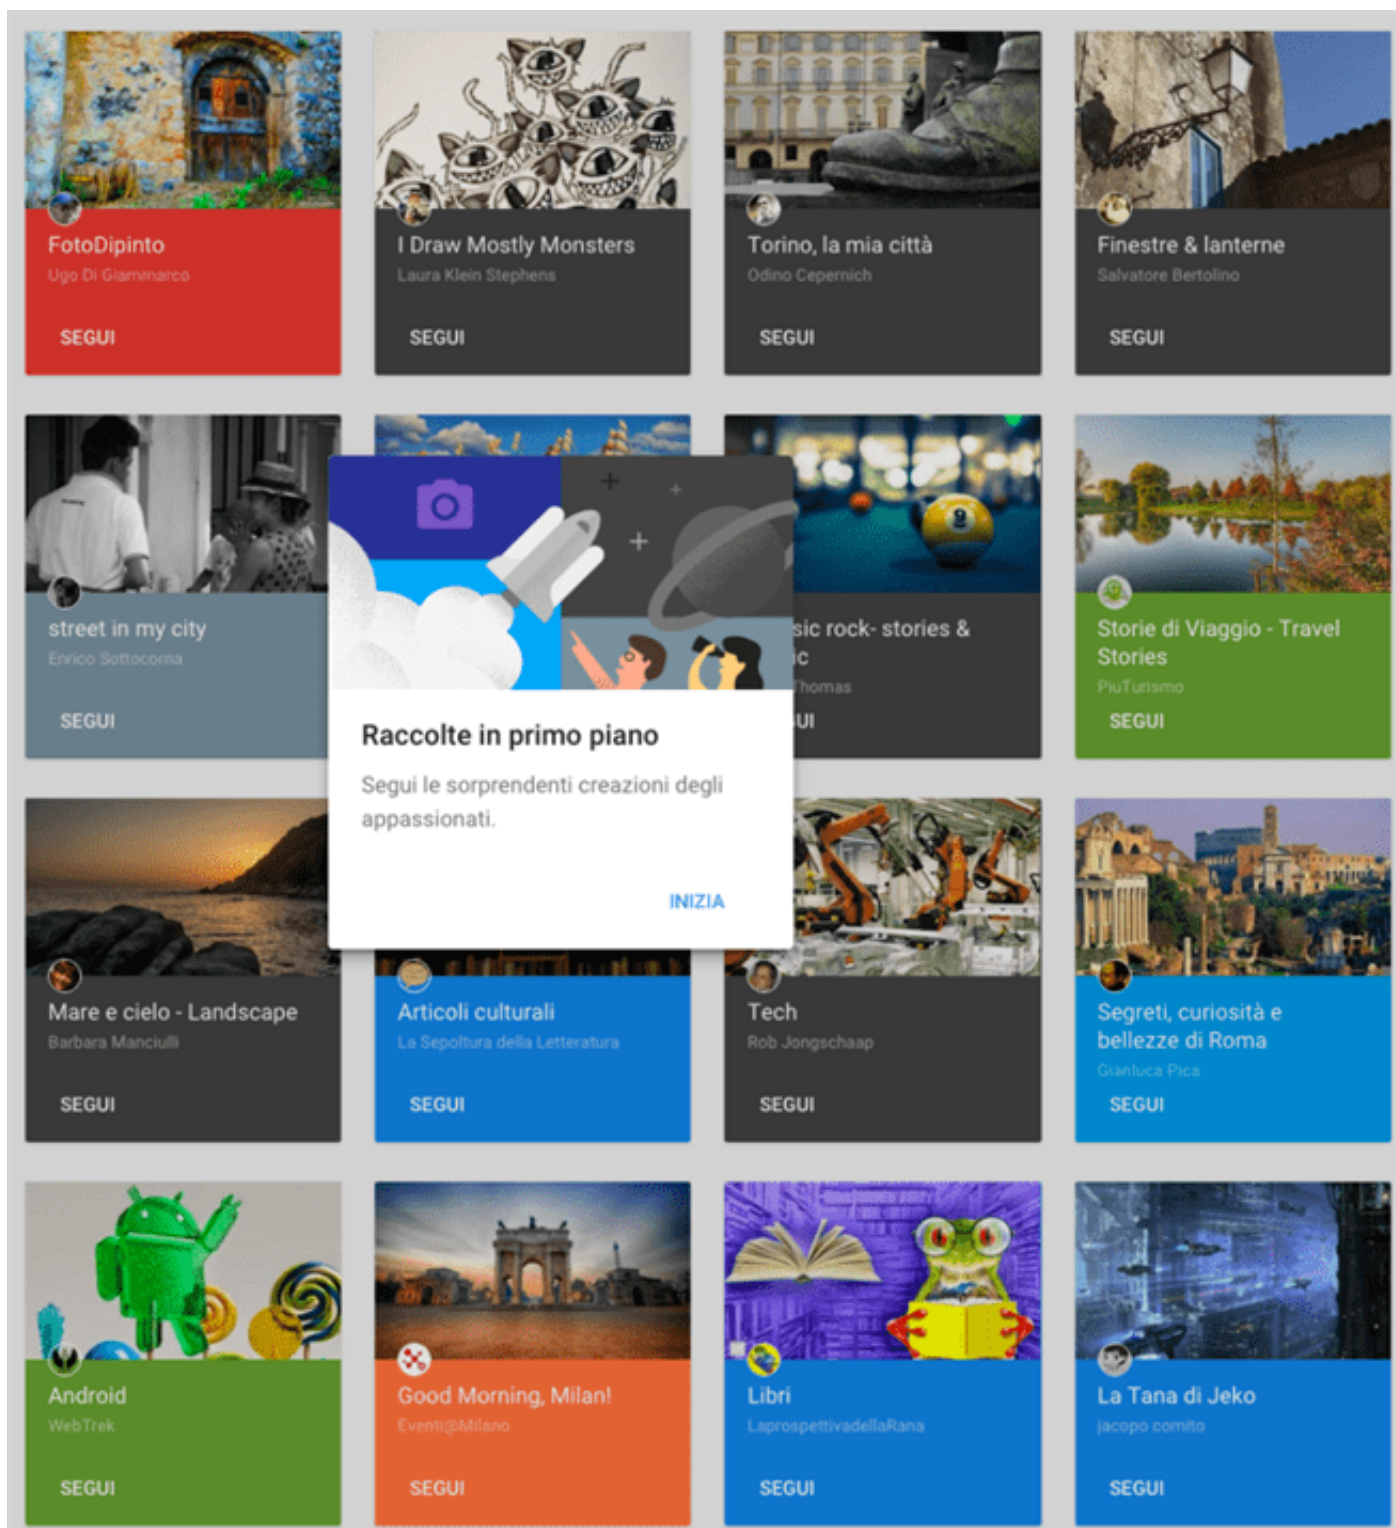 FotoDipinto
Ugo Di Giammarco
SEGUI
I Draw Mostly Monsters
Laura Klein Stephens
SEGUI
Torino, la mia città
Odino Cepernich
SEGUI
Finestre & lanterne
Salvatore Bertolino
SEGUI
street in my city
Enrico Sottocorna
SEGUI
9
sic rock- stories &
ic
Thomas
UI
Storie di Viaggio - Travel
Stories
PiuTurismo
SEGUI
Raccolte in primo piano
Segui le sorprendenti creazioni degli
appassionati.
INIZIA
Mare e cielo - Landscape
Barbara Manciulli
SEGUI
Articoli culturali
La Sepoltura della Letteratura
SEGUI
Tech
Rob Jongschaap
SEGUI
Segreti, curiosità e
bellezze di Roma
Gianluca Pica
SEGUI
Android
WebTrek
SEGUI
Good Morning, Milan!
Eventi@Milano
SEGUI
Libri
LaprospettivadellaRana
SEGUI
La Tana di Jeko
jacopo comito
SEGUI